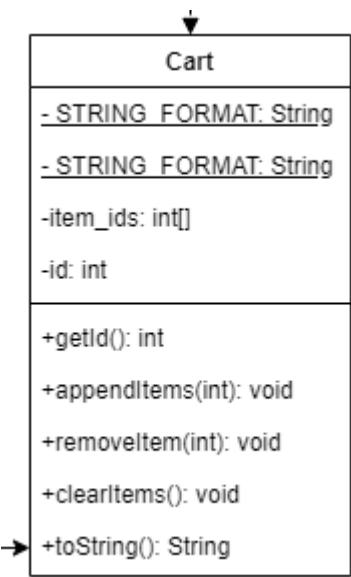 Cart
- STRING_FORMAT: String
- STRING_FORMAT: String
-item_ids: int[]
-id: int
+getId(): int
+appendItems(int): void
+removeItem(int): void
+clearItems(): void
+toString(): String